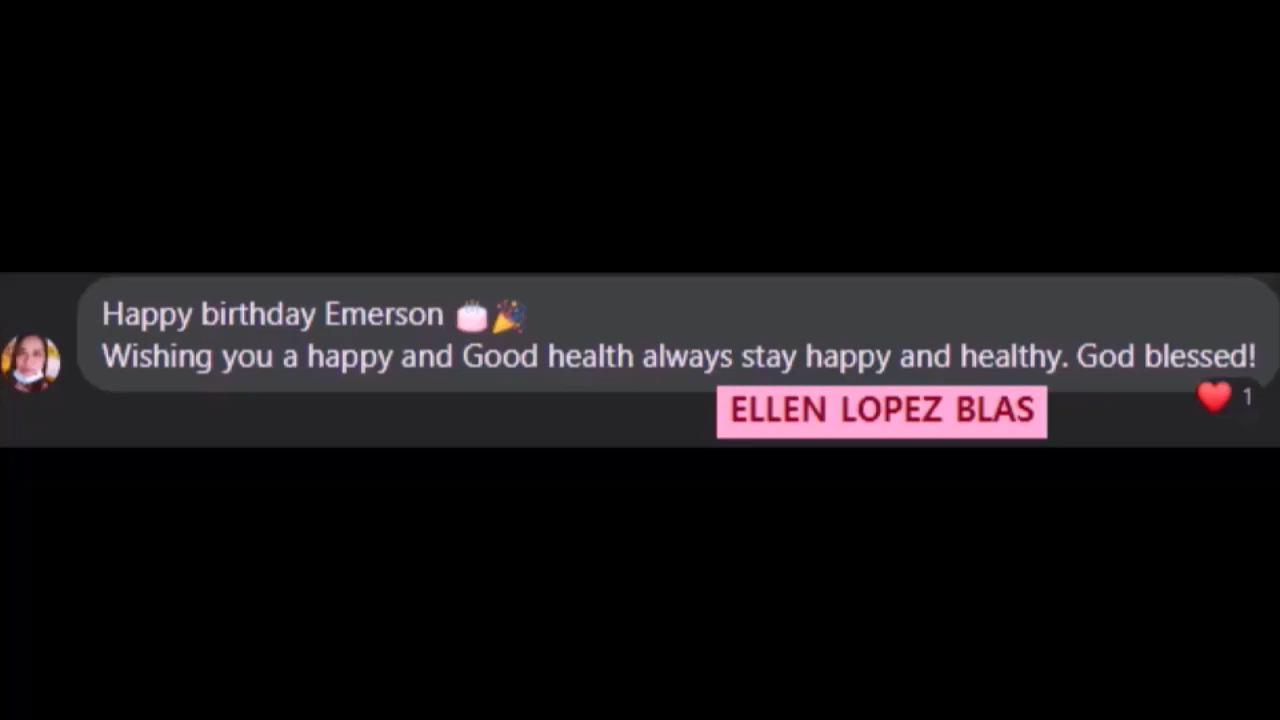 Happy birthday Emerson 🎂🎉
Wishing you a happy and Good health always stay happy and healthy. God blessed!
ELLEN LOPEZ BLAS
1